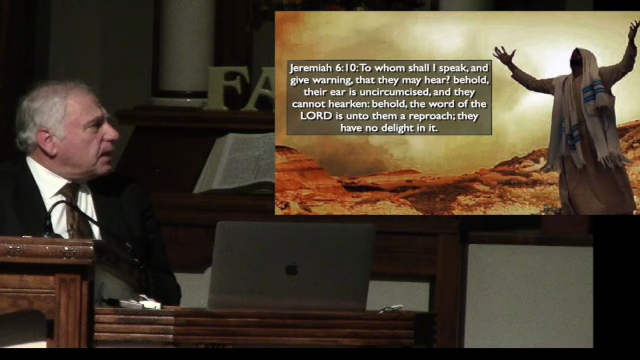 Jeremiah 6:10: To whom shall I speak, and
give warning, that they may hear? behold,
their ear is uncircumcised, and they
cannot hearken: behold, the word of the
LORD is unto them a reproach; they
have no delight in it.
FA